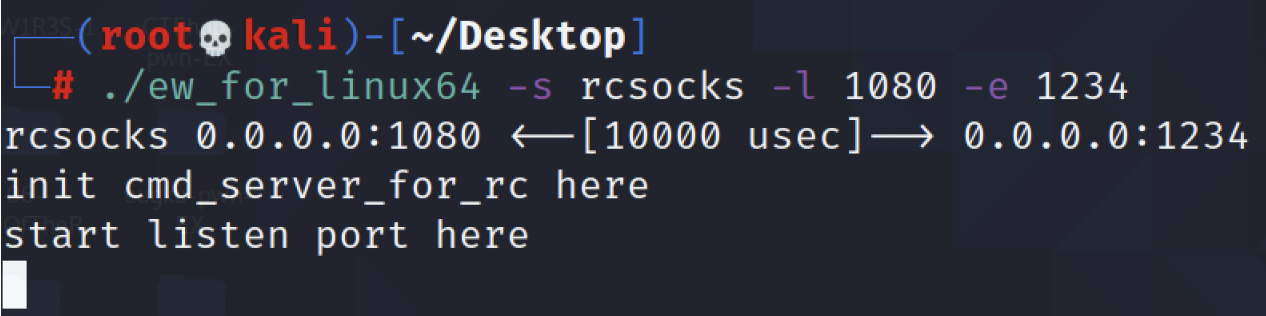 (root💀kali)-[~/Desktop]
# ./ew_for_linux64 -s rcsocks -l 1080 -e 1234
rcsocks 0.0.0.0:1080 <--[10000 usec]--> 0.0.0.0:1234
init cmd_server_for_rc here
start listen port here